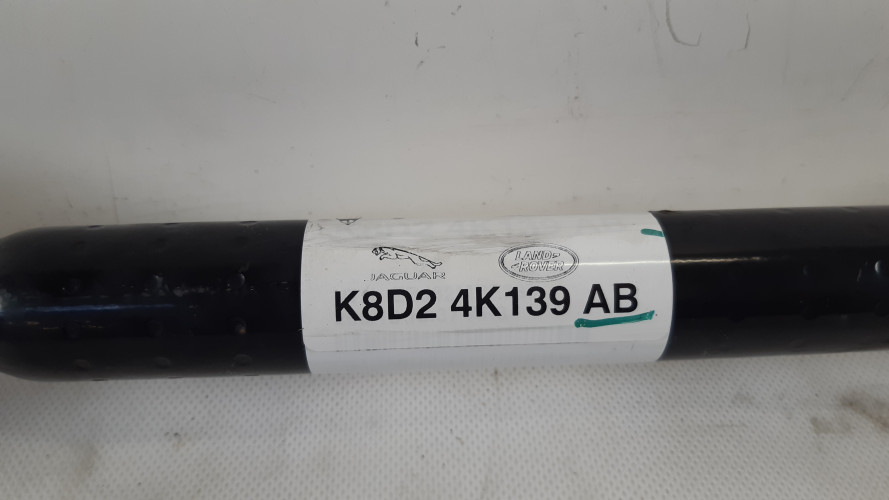 JAGUAR
LAND-
-ROVER
K8D2 4K139 AB